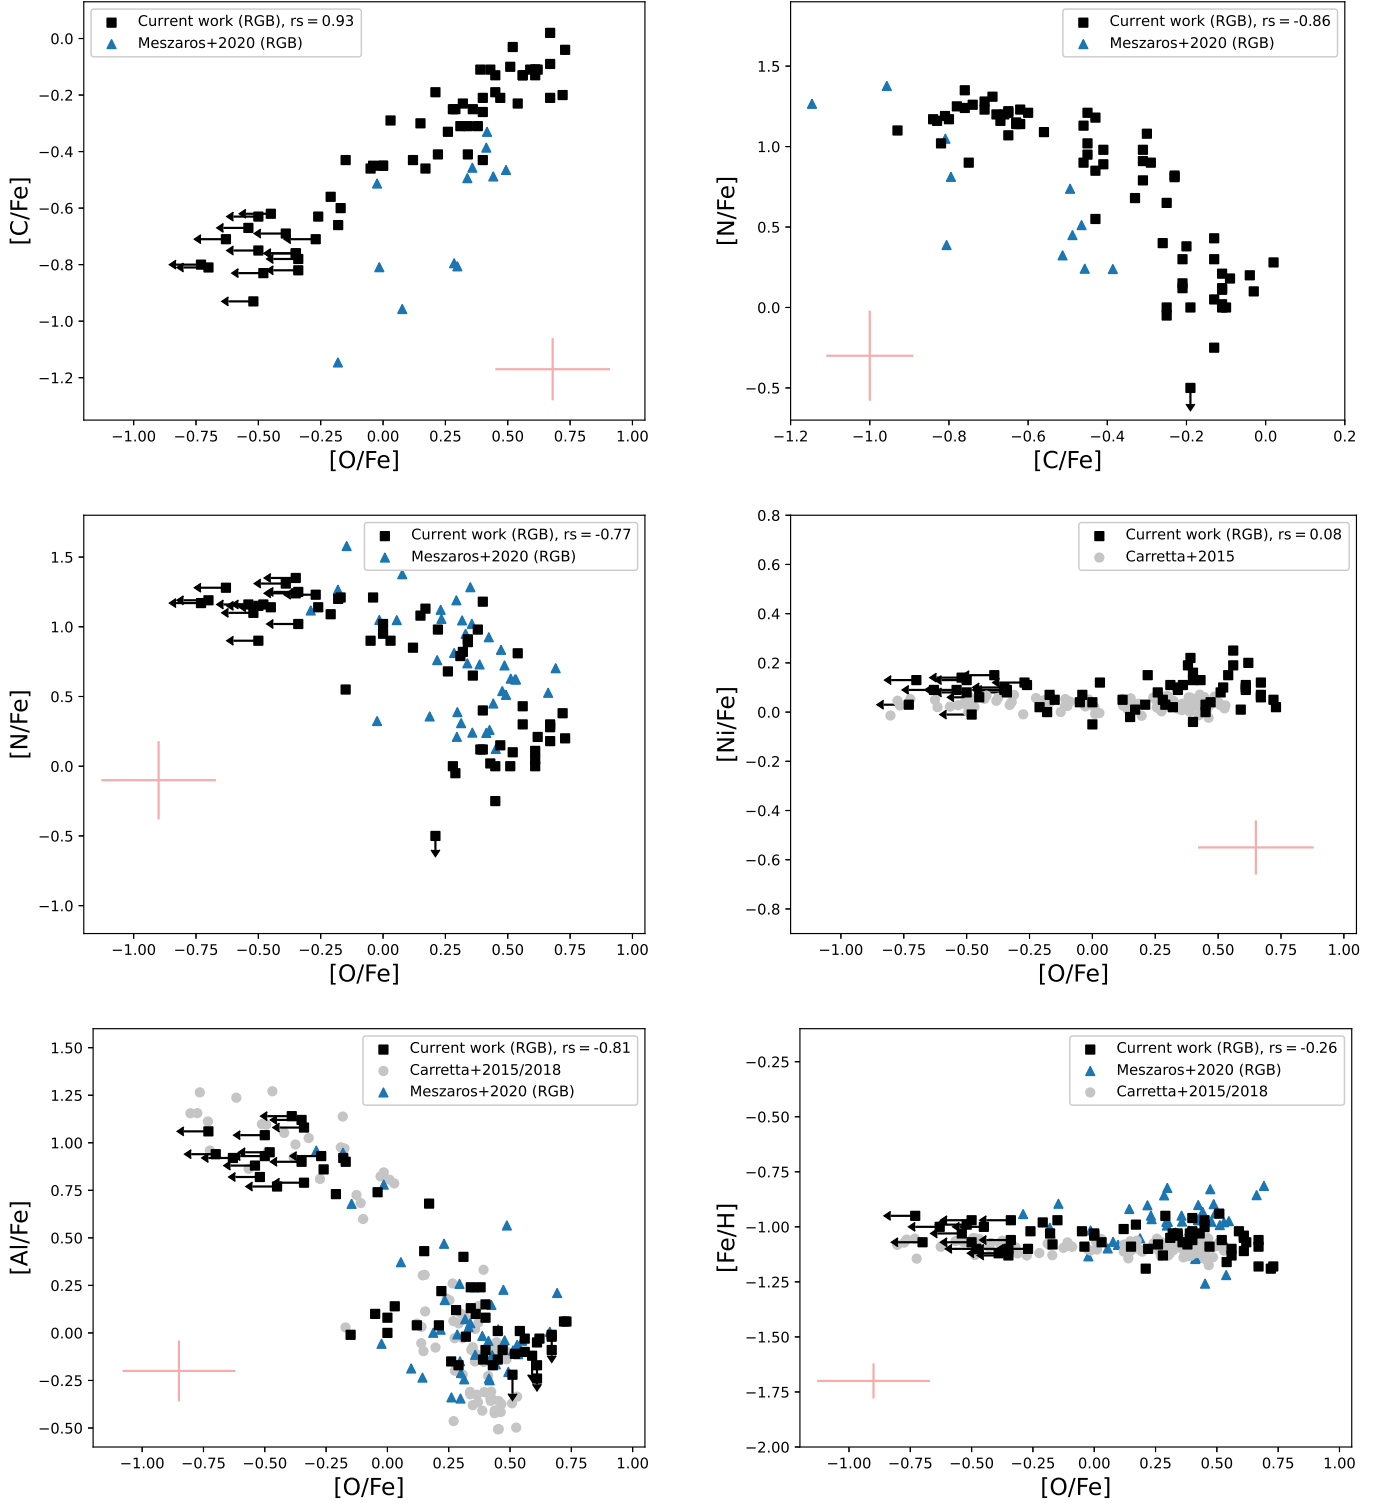 Current work (RGB), rs = 0.93
Meszaros+2020 (RGB)
0.0
−0.2
−0.4
−0.6
−0.8
−1.0
−1.2
[C/Fe]
−1.00 −0.75 −0.50 −0.25 0.00 0.25 0.50 0.75 1.00
[O/Fe]
Current work (RGB), rs = -0.86
Meszaros+2020 (RGB)
1.5
1.0
0.5
0.0
−0.5
[N/Fe]
−1.2 −1.0 −0.8 −0.6 −0.4 −0.2 0.0 0.2
[C/Fe]
Current work (RGB), rs = -0.77
Meszaros+2020 (RGB)
1.5
1.0
0.5
0.0
−0.5
−1.0
[N/Fe]
−1.00 −0.75 −0.50 −0.25 0.00 0.25 0.50 0.75 1.00
[O/Fe]
Current work (RGB), rs = 0.08
Carretta+2015
0.8
0.6
0.4
0.2
0.0
−0.2
−0.4
−0.6
−0.8
[Ni/Fe]
−1.00 −0.75 −0.50 −0.25 0.00 0.25 0.50 0.75 1.00
[O/Fe]
Current work (RGB), rs = -0.81
Carretta+2015/2018
Meszaros+2020 (RGB)
1.50
1.25
1.00
0.75
0.50
0.25
0.00
−0.25
−0.50
[Al/Fe]
−1.00 −0.75 −0.50 −0.25 0.00 0.25 0.50 0.75 1.00
[O/Fe]
Current work (RGB), rs = -0.26
Meszaros+2020 (RGB)
Carretta+2015/2018
−0.25
−0.50
−0.75
−1.00
−1.25
−1.50
−1.75
−2.00
[Fe/H]
−1.00 −0.75 −0.50 −0.25 0.00 0.25 0.50 0.75 1.00
[O/Fe]